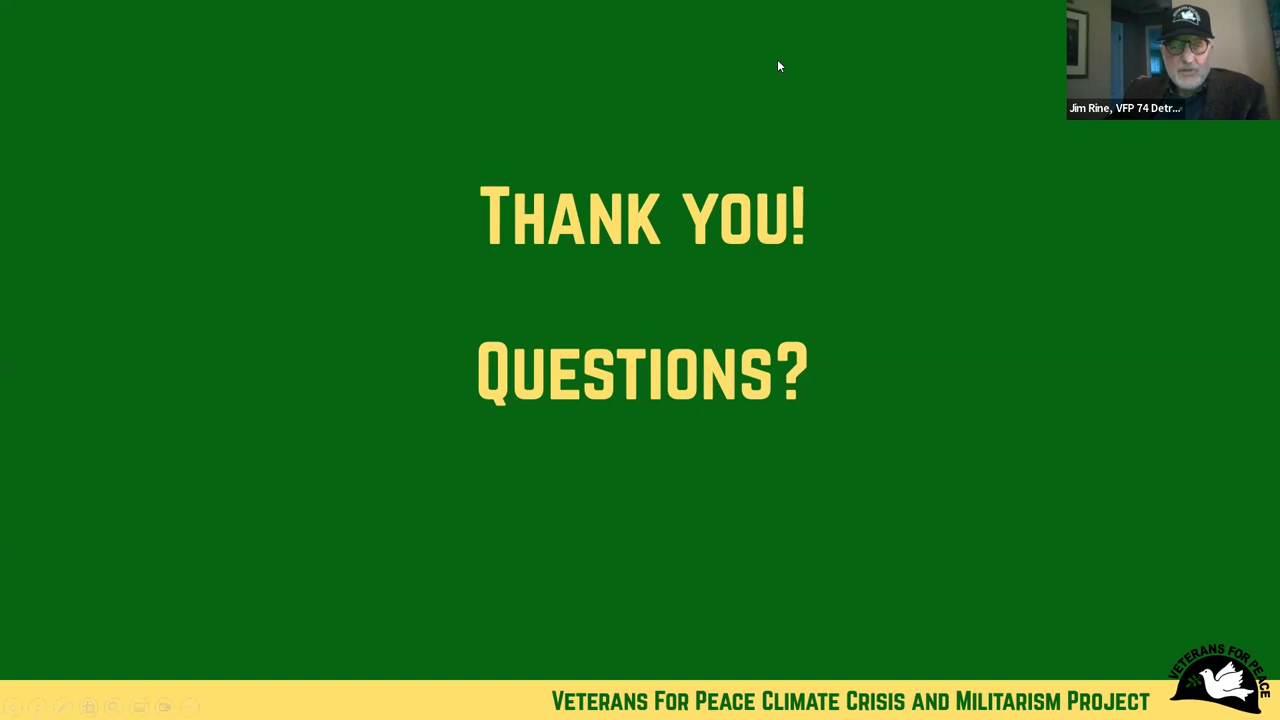 Jim Rine, VFP 74 Detr...
Thank you!
Questions?
Veterans For Peace Climate Crisis and Militarism Project
VETERANS FOR PEACE